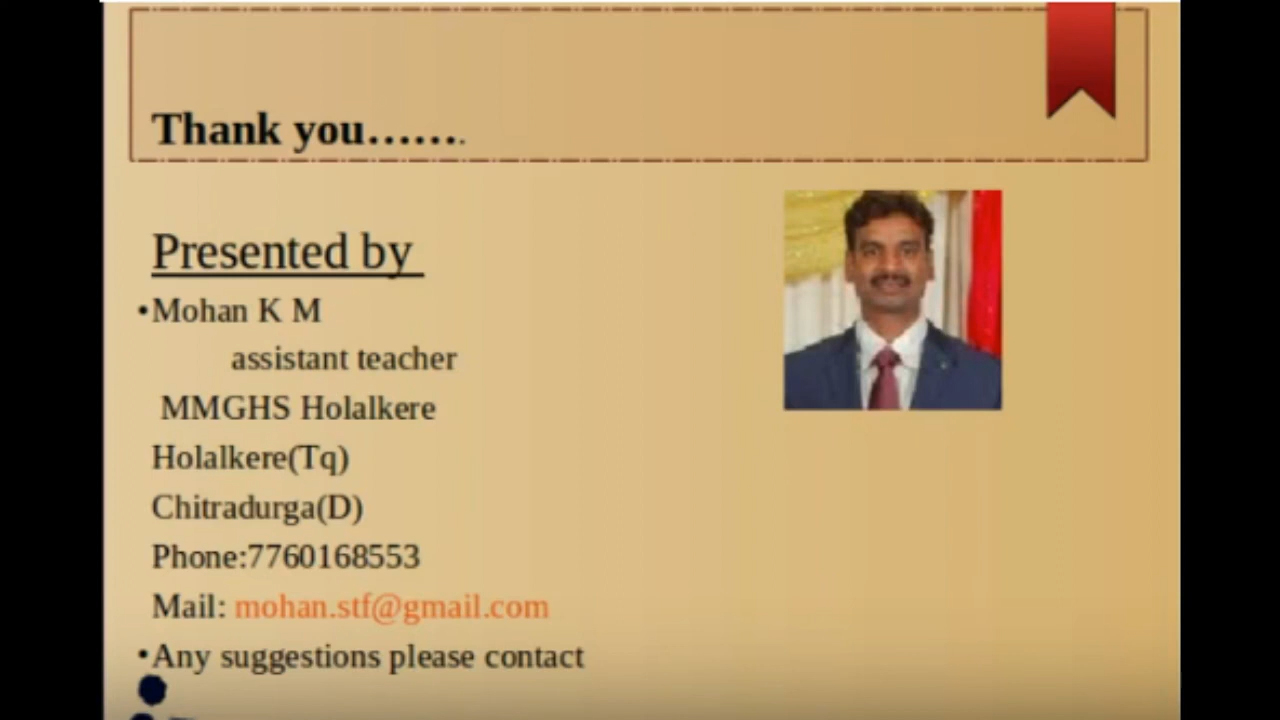 Thank you…….
Presented by
•Mohan K M
assistant teacher
MMGHS Holalkere
Holalkere(Tq)
Chitradurga(D)
Phone:7760168553
Mail: mohan.stf@gmail.com
•Any suggestions please contact